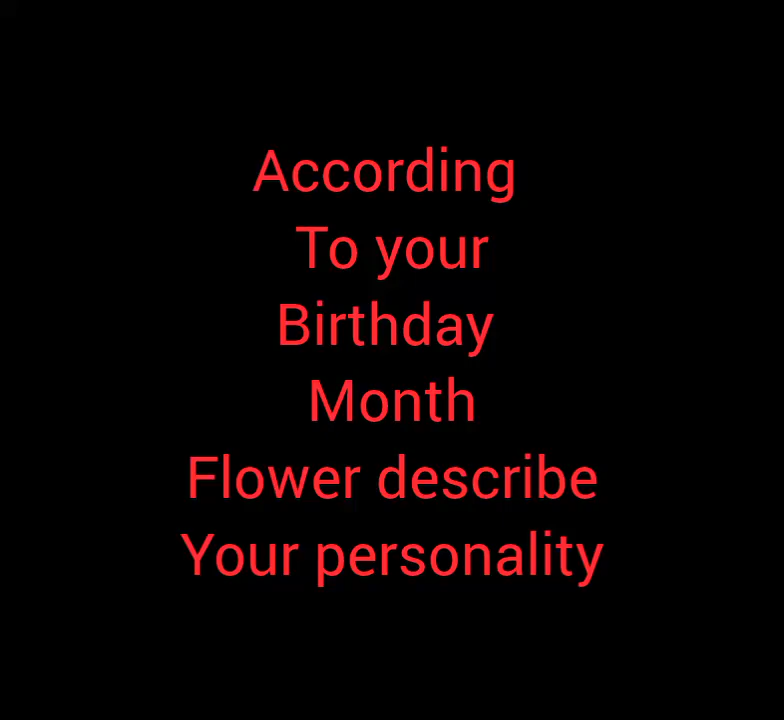 According
To your
Birthday
Month
Flower describe
Your personality